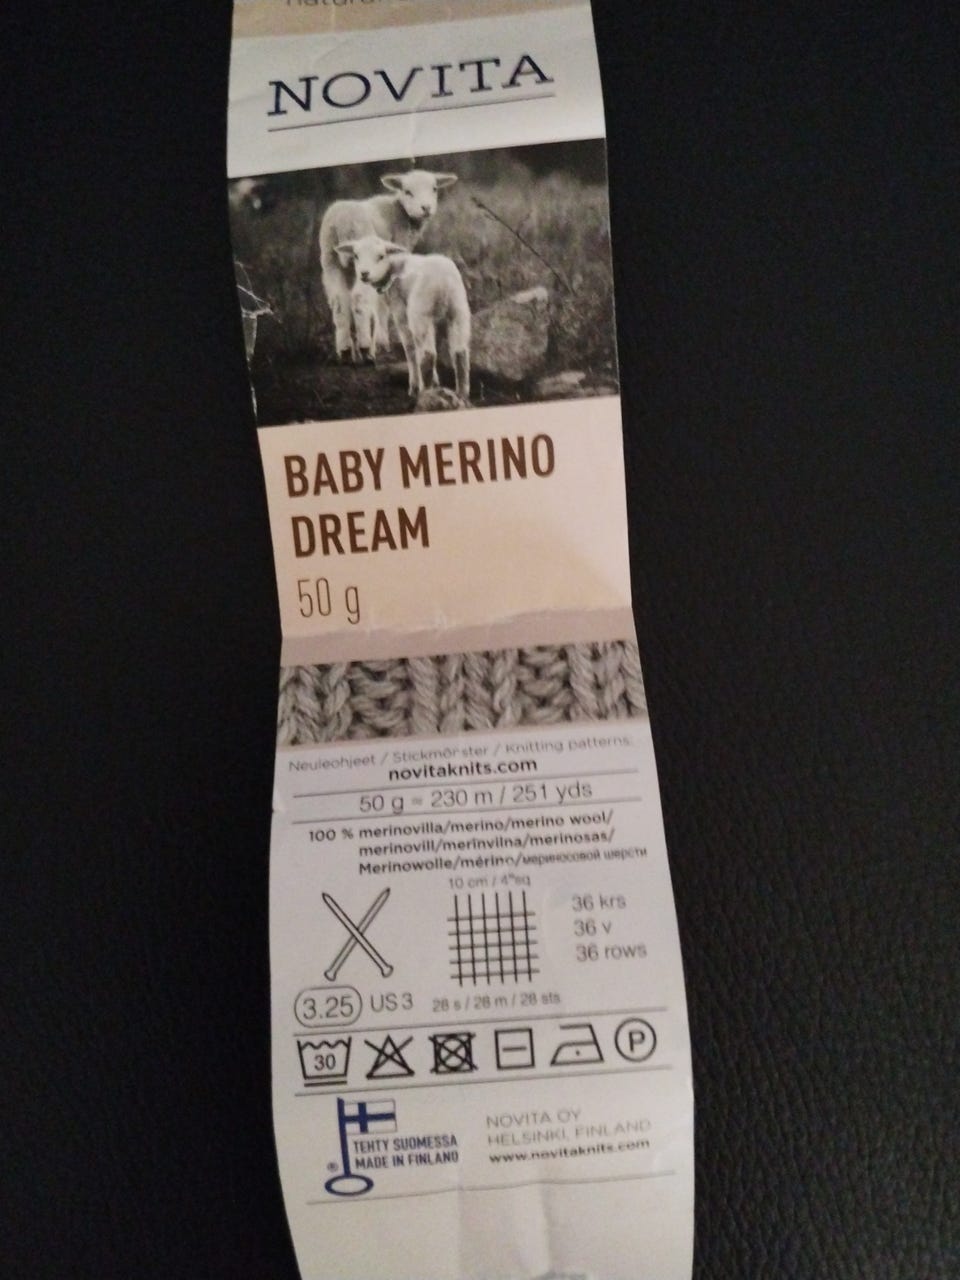 NOVITA
BABY MERINO
DREAM
50 g
Neuleohjeet / Stickmönster / Knitting patterns:
novitaknits.com
50 g ≈ 230 m / 251 yds
100 % merinovilla/merino/merino wool/
merinovill/merīnvilna/merinosas/
Merinowolle/mérino/мериносовой шерсти
10 cm / 4"sq
36 krs
36 v
36 rows
3.25 US 3 28 s / 28 m / 28 sts
30 P
TEHTY SUOMESSA
MADE IN FINLAND
®
NOVITA OY
HELSINKI, FINLAND
www.novitaknits.com